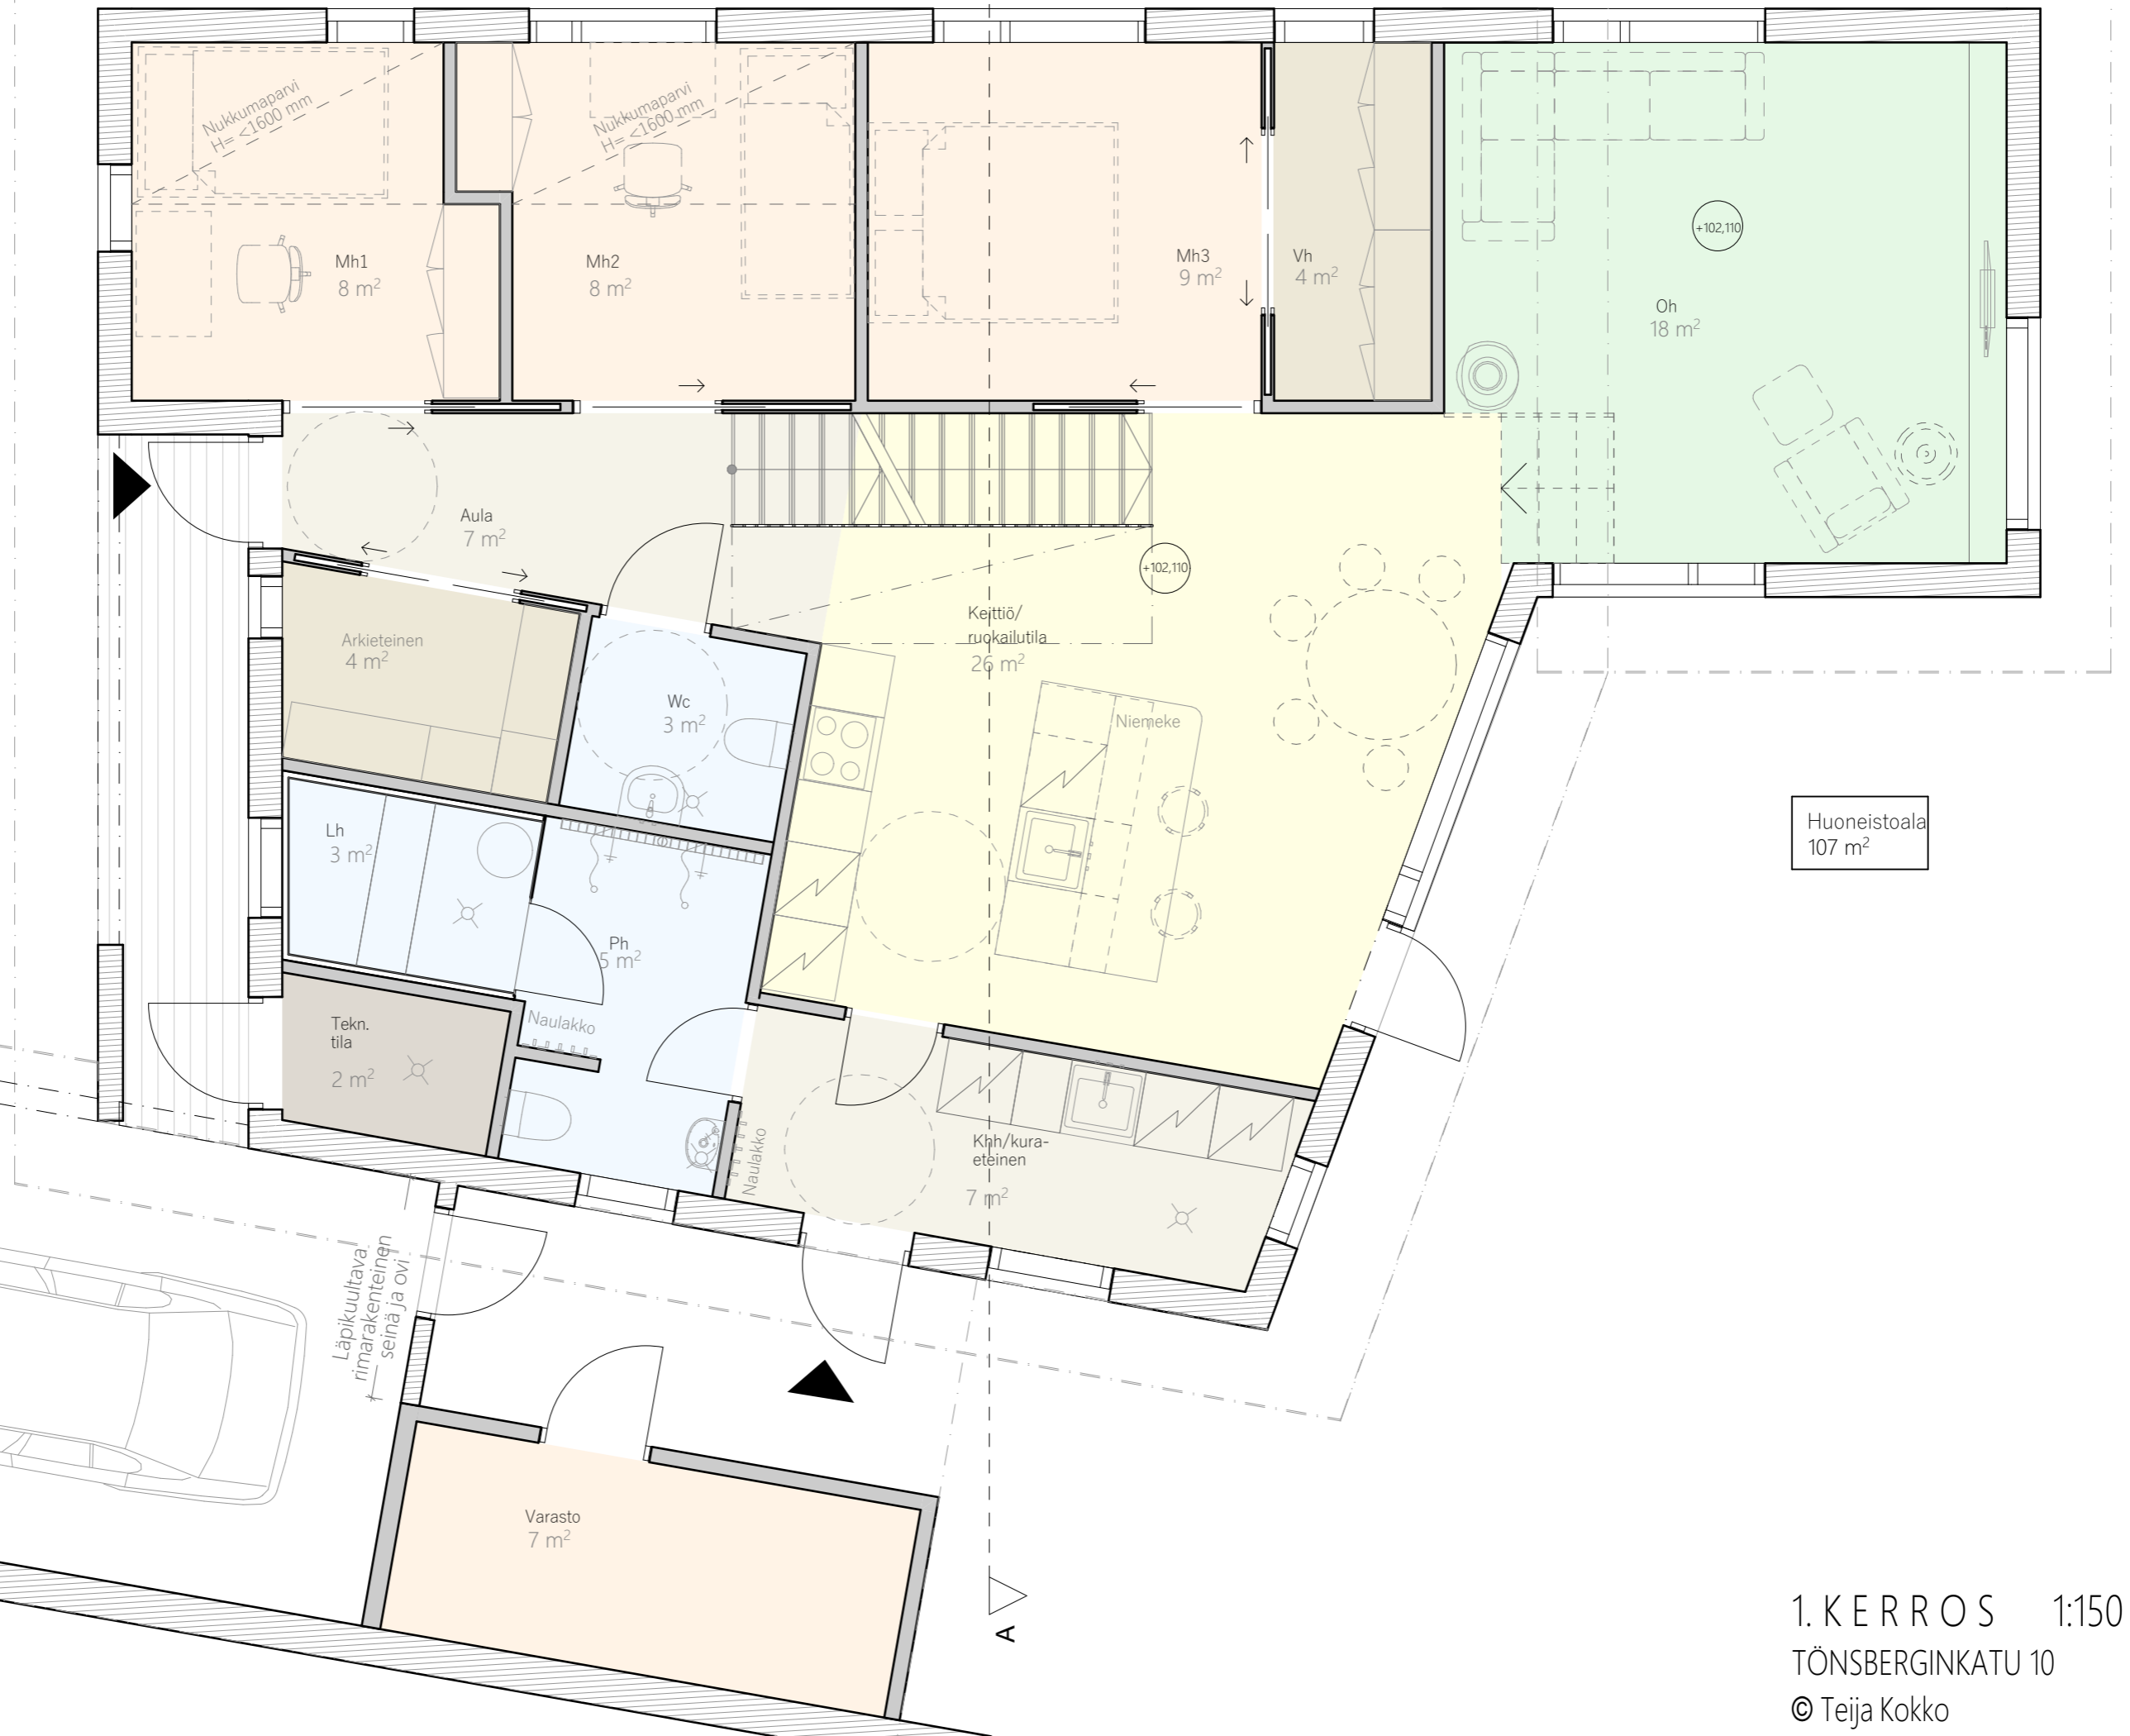 Nukkumaparvi
H= <1600 mm
Nukkumaparvi
H= <1600 mm
Mh1
8 m²
Mh2
8 m²
Mh3
9 m²
Vh
4 m²
+102,110
Oh
18 m²
Aula
7 m²
+102,110
Keittiö/
ruokailutila
26 m²
Arkieteinen
4 m²
Wc
3 m²
Niemeke
Lh
3 m²
Ph
5 m²
Huoneistoala
107 m²
Naulakko
Tekn.
tila
2 m²
Naulakko
Khh/kura-
eteinen
7 m²
Läpikuultava
rimarakenteinen
seinä ja ovi
Varasto
7 m²
A
1. KERROS 1:150
TÖNSBERGINKATU 10
© Teija Kokko